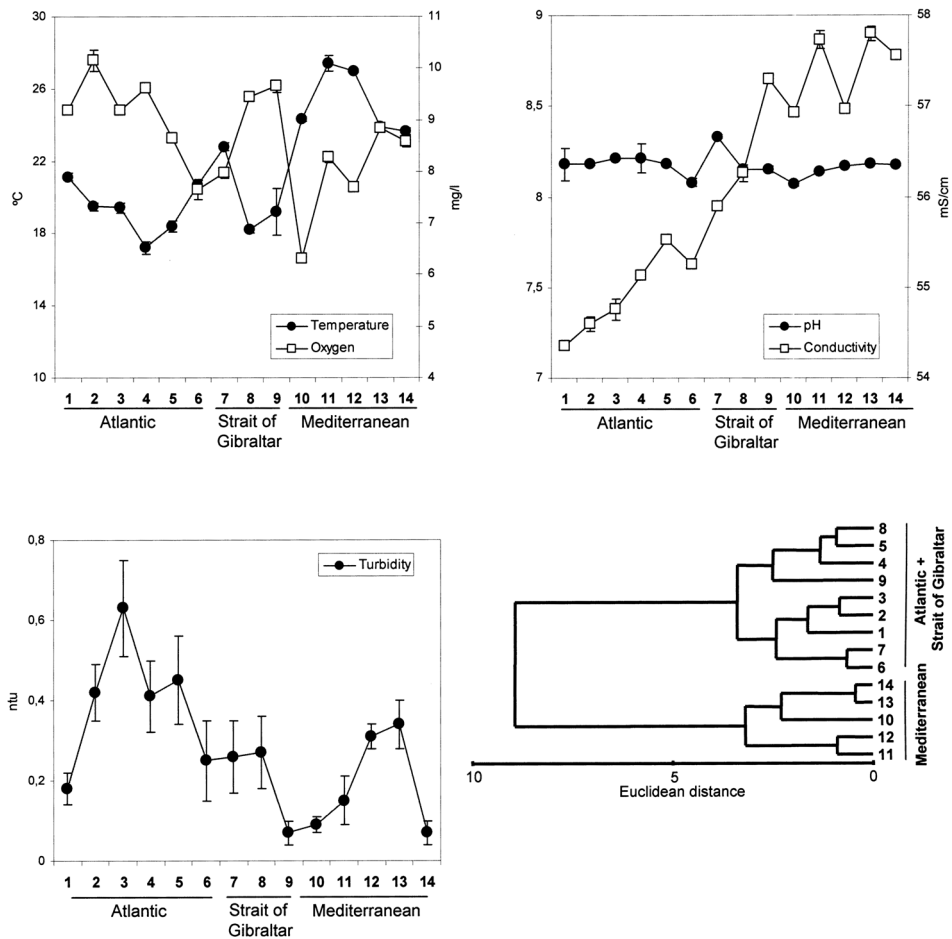 30
26
22
18
14
10
ºC
11
10
9
8
7
6
5
4
mg/l
Temperature
Oxygen
1 2 3 4 5 6 7 8 9 10 11 12 13 14
Atlantic
Strait of
Gibraltar
Mediterranean
9
8,5
8
7,5
7
58
57
56
55
54
mS/cm
pH
Conductivity
1 2 3 4 5 6 7 8 9 10 11 12 13 14
Atlantic
Strait of
Gibraltar
Mediterranean
0,8
0,6
0,4
0,2
0
ntu
Turbidity
1 2 3 4 5 6 7 8 9 10 11 12 13 14
Atlantic
Strait of
Gibraltar
Mediterranean
8
5
4
9
3
2
1
7
6
14
13
10
12
11
Atlantic +
Strait of Gibraltar
Mediterranean
10 5 0
Euclidean distance